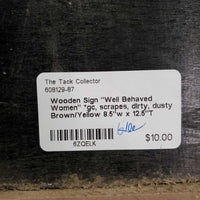 The Tack Collector
608129-87
Wooden Sign "Well Behaved
Women" *gc, scrapes, dirty, dusty
Brown/Yellow 8.5"w x 12.5"T
6ZQELK
$10.00